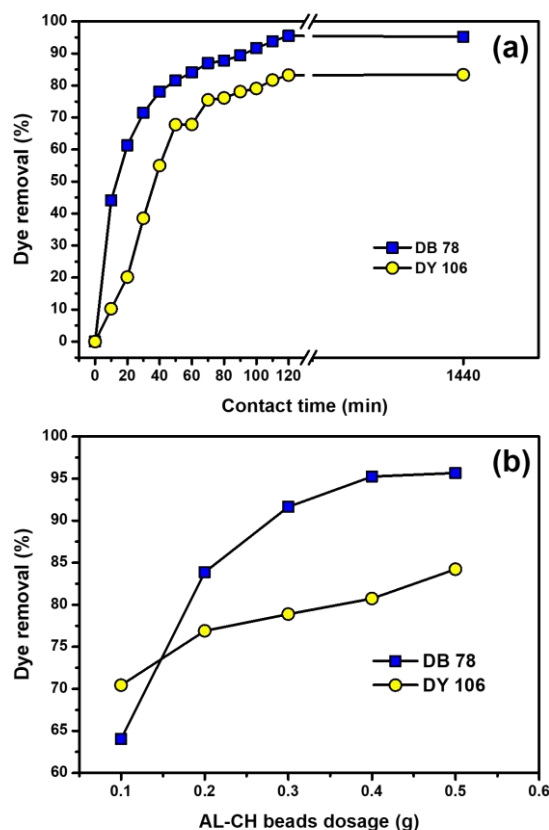 (a)
100
90
80
70
60
50
40
30
20
10
0
Dye removal (%)
DB 78
DY 106
0 20 40 60 80 100 120 1440
Contact time (min)
(b)
100
95
90
85
80
75
70
65
60
Dye removal (%)
DB 78
DY 106
0.1 0.2 0.3 0.4 0.5 0.6
AL-CH beads dosage (g)